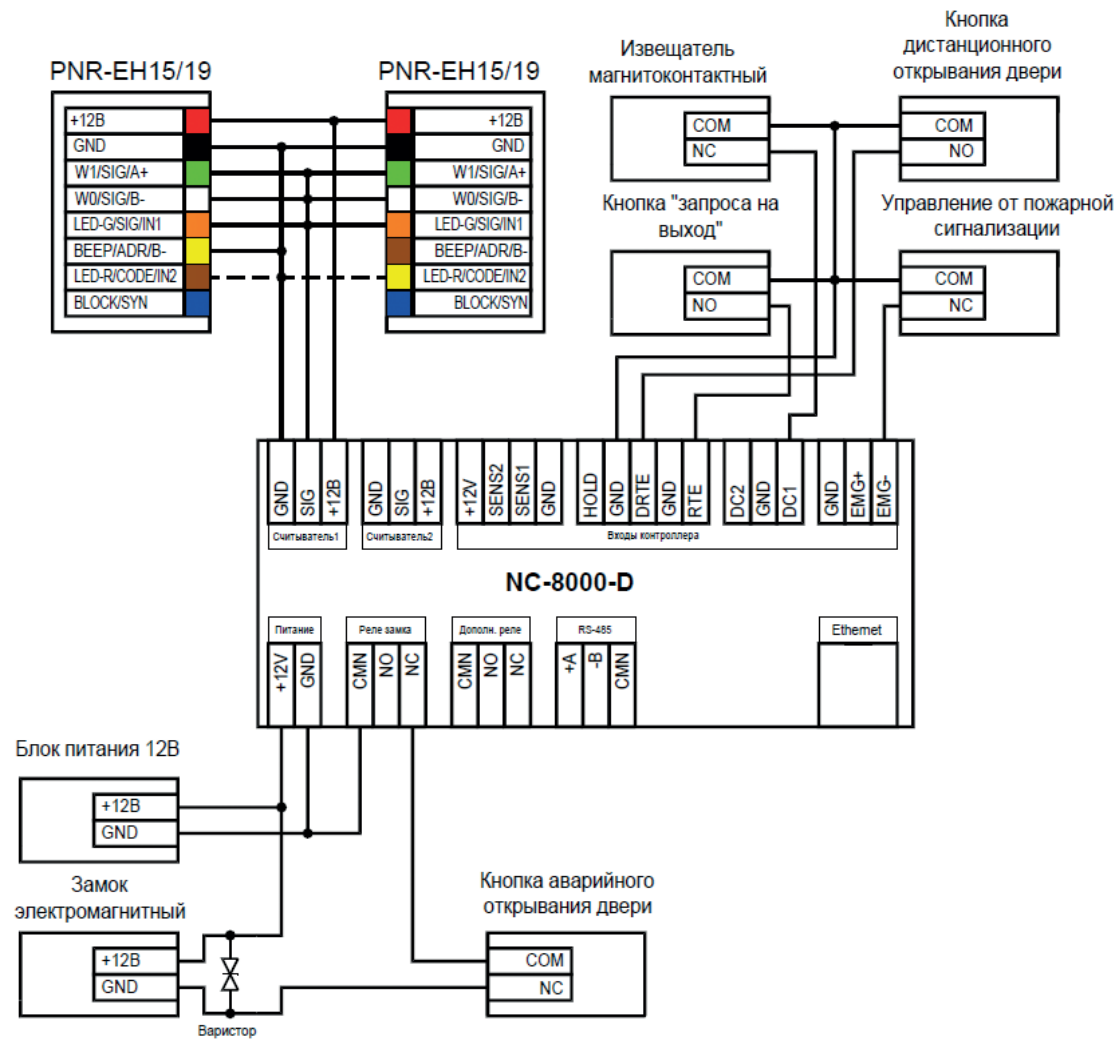 PNR-EH15/19
+12В
GND
W1/SIG/A+
W0/SIG/B-
LED-G/SIG/IN1
BEEP/ADR/B-
LED-R/CODE/IN2
BLOCK/SYN
PNR-EH15/19
+12В
GND
W1/SIG/A+
W0/SIG/B-
LED-G/SIG/IN1
BEEP/ADR/B-
LED-R/CODE/IN2
BLOCK/SYN
Извещатель
магнитоконтактный
COM
NC
Кнопка
дистанционного
открывания двери
COM
NO
Кнопка "запроса на
выход"
COM
NO
Управление от пожарной
сигнализации
COM
NC
GND
SIG
+12В
GND
SIG
+12В
+12V
SENS2
SENS1
GND
HOLD
GND
DRTE
GND
RTE
DC2
GND
DC1
GND
EMG+
EMG-
Считыватель1
Считыватель2
Входы контроллера
NC-8000-D
Питание
Реле замка
Дополн. реле
RS-485
Ethernet
+12V
GND
CMN
NO
NC
CMN
NO
NC
+A
-B
CMN
Блок питания 12В
+12В
GND
Замок
электромагнитный
+12В
GND
Варистор
Кнопка аварийного
открывания двери
COM
NC